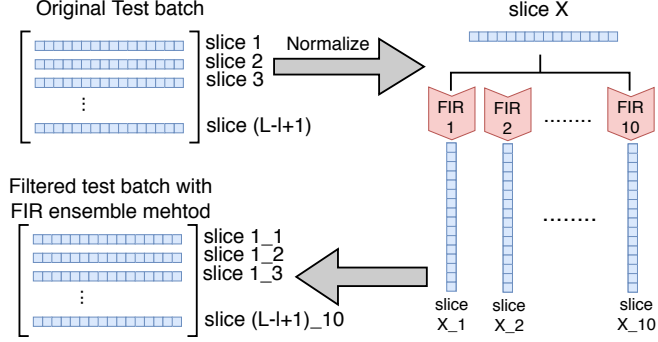 Original Test batch
slice 1
slice 2
slice 3
⋮
slice (L-l+1)
Normalize
slice X
FIR
1
FIR
2
........
FIR
10
........
slice
X_1
slice
X_2
slice
X_10
Filtered test batch with
FIR ensemble mehtod
slice 1_1
slice 1_2
slice 1_3
⋮
slice (L-l+1)_10